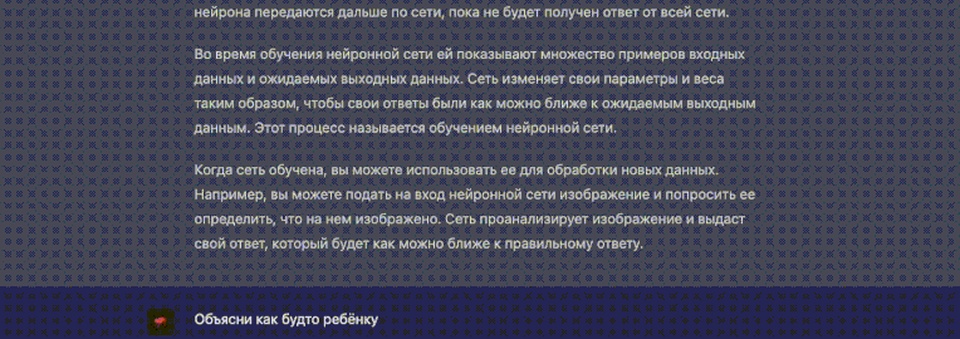 нейрона передаются дальше по сети, пока не будет получен ответ от всей сети.
Во время обучения нейронной сети ей показывают множество примеров входных
данных и ожидаемых выходных данных. Сеть изменяет свои параметры и веса
таким образом, чтобы свои ответы были как можно ближе к ожидаемым выходным
данным. Этот процесс называется обучением нейронной сети.
Когда сеть обучена, вы можете использовать ее для обработки новых данных.
Например, вы можете подать на вход нейронной сети изображение и попросить ее
определить, что на нем изображено. Сеть проанализирует изображение и выдаст
свой ответ, который будет как можно ближе к правильному ответу.
Объясни как будто ребёнку